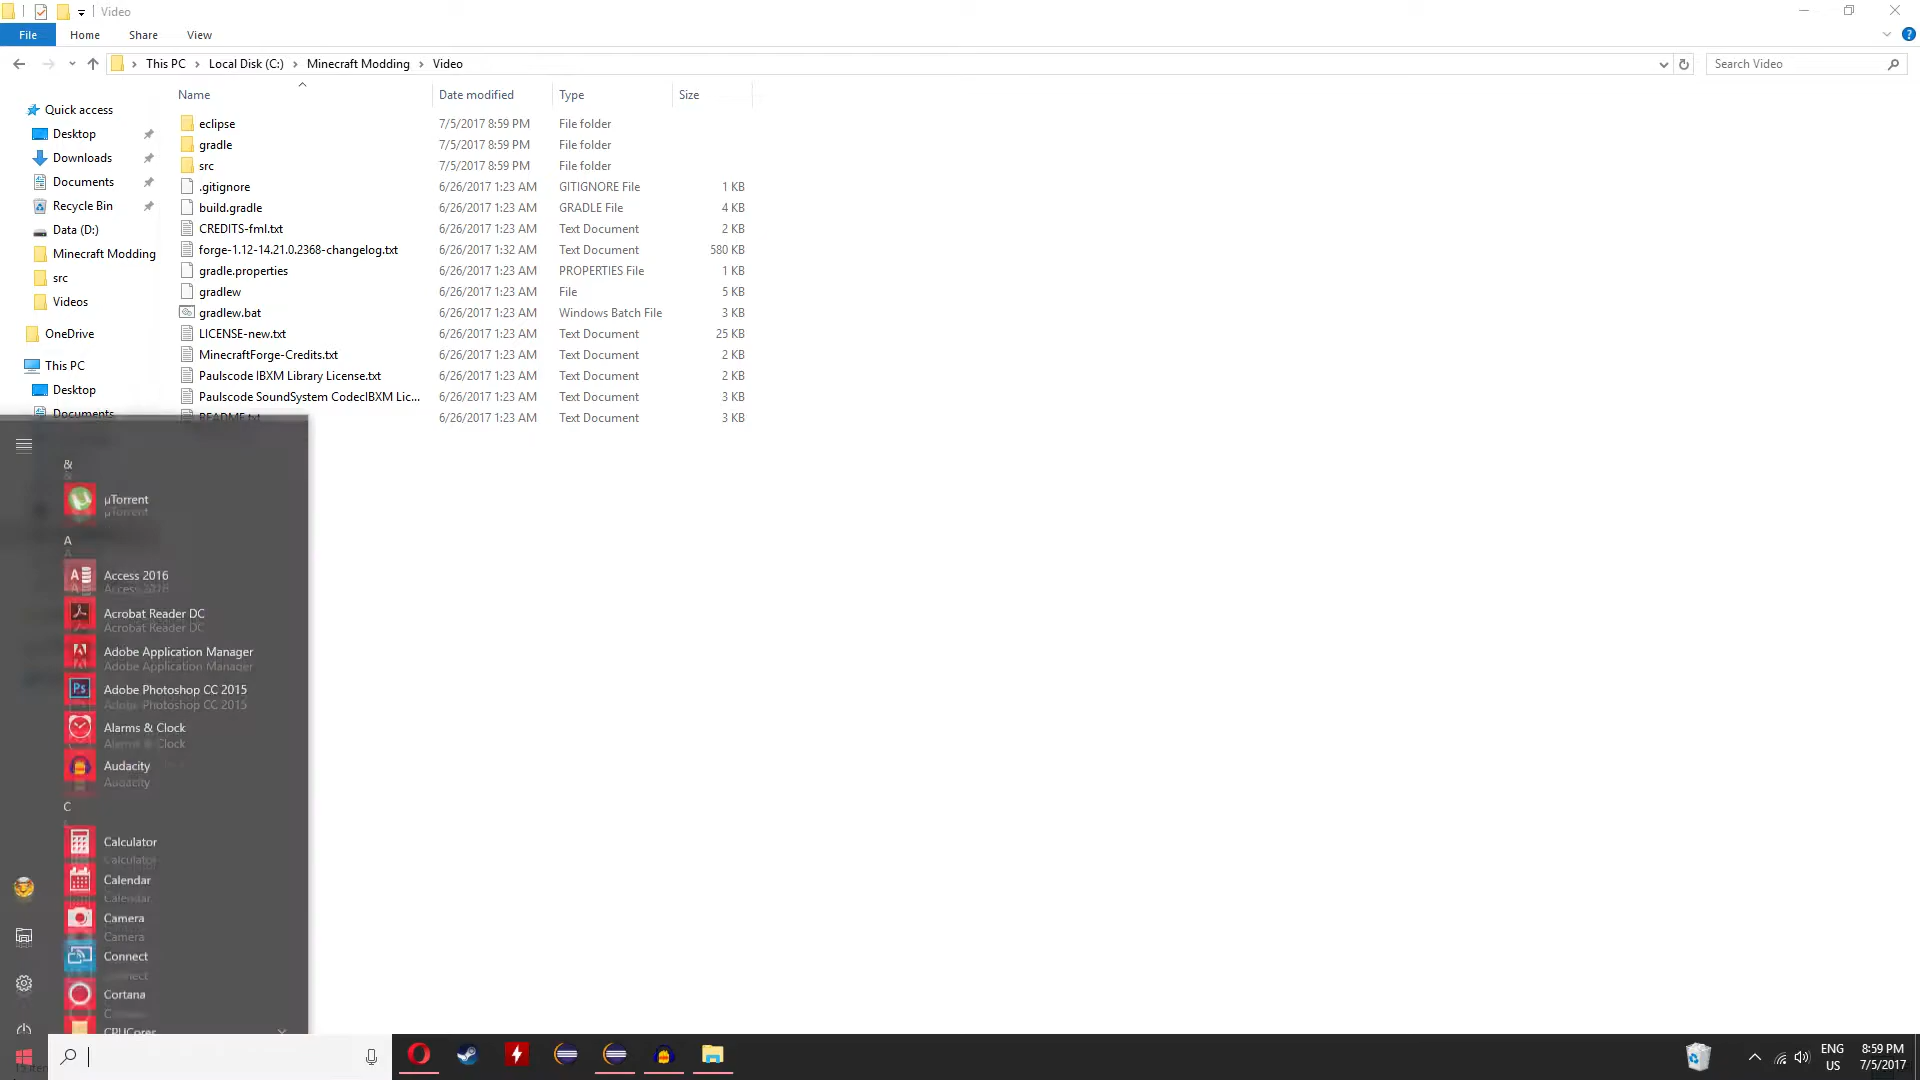 Video
File Home Share View
This PC Local Disk (C:) Minecraft Modding Video
Search Video
Name Date modified Type Size
Quick access
Desktop
Downloads
Documents
Recycle Bin
Data (D:)
Minecraft Modding
src
Videos
OneDrive
This PC
Desktop
Documents
eclipse 7/5/2017 8:59 PM File folder
gradle 7/5/2017 8:59 PM File folder
src 7/5/2017 8:59 PM File folder
.gitignore 6/26/2017 1:23 AM GITIGNORE File 1 KB
build.gradle 6/26/2017 1:23 AM GRADLE File 4 KB
CREDITS-fml.txt 6/26/2017 1:23 AM Text Document 2 KB
forge-1.12-14.21.0.2368-changelog.txt 6/26/2017 1:32 AM Text Document 580 KB
gradle.properties 6/26/2017 1:23 AM PROPERTIES File 1 KB
gradlew 6/26/2017 1:23 AM File 5 KB
gradlew.bat 6/26/2017 1:23 AM Windows Batch File 3 KB
LICENSE-new.txt 6/26/2017 1:23 AM Text Document 25 KB
MinecraftForge-Credits.txt 6/26/2017 1:23 AM Text Document 2 KB
Paulscode IBXM Library License.txt 6/26/2017 1:23 AM Text Document 2 KB
Paulscode SoundSystem CodecIBXM Lic... 6/26/2017 1:23 AM Text Document 3 KB
README.txt 6/26/2017 1:23 AM Text Document 3 KB
&
µTorrent
A
Access 2016
Acrobat Reader DC
Adobe Application Manager
Adobe Photoshop CC 2015
Alarms & Clock
Audacity
C
Calculator
Calendar
Camera
Connect
Cortana
CPUCores
ENG
US
8:59 PM
7/5/2017